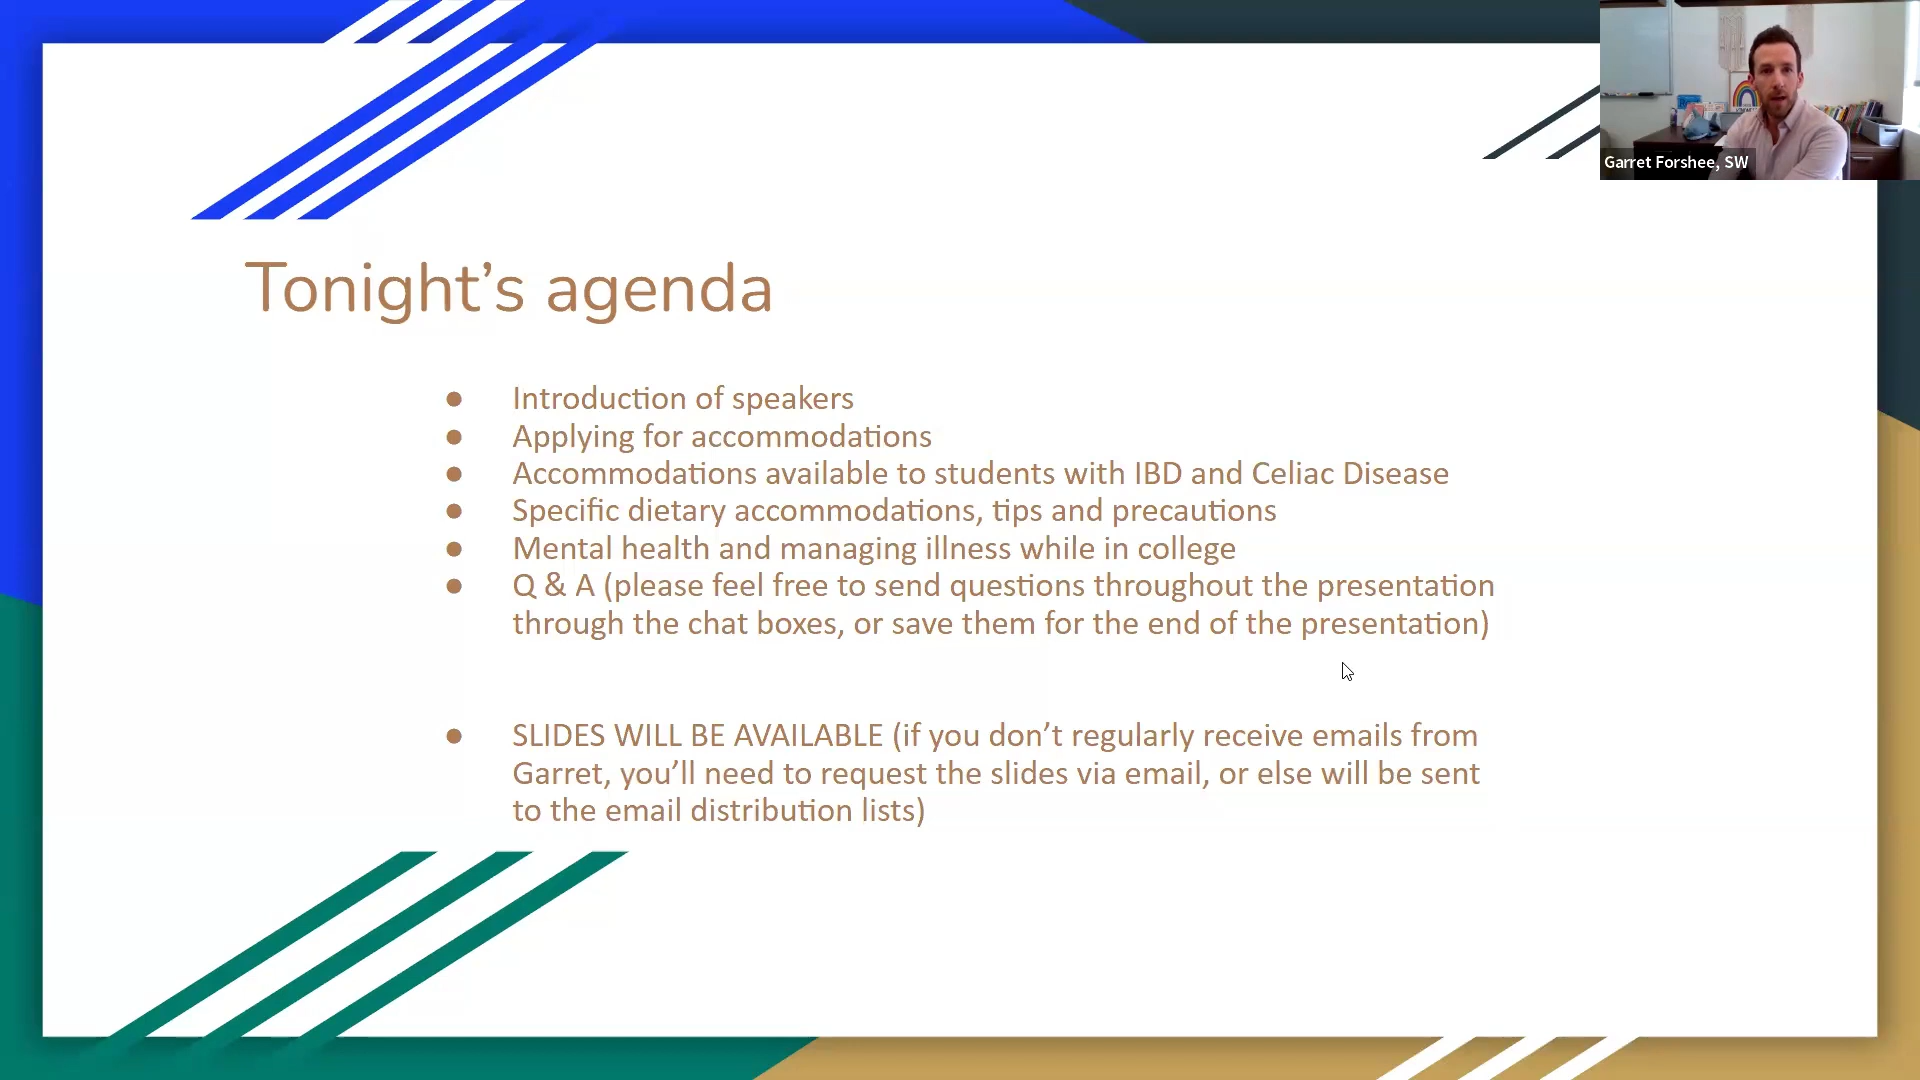 Garret Forshee, SW
Tonight’s agenda
● Introduction of speakers
● Applying for accommodations
● Accommodations available to students with IBD and Celiac Disease
● Specific dietary accommodations, tips and precautions
● Mental health and managing illness while in college
● Q & A (please feel free to send questions throughout the presentation
through the chat boxes, or save them for the end of the presentation)
● SLIDES WILL BE AVAILABLE (if you don’t regularly receive emails from
Garret, you’ll need to request the slides via email, or else will be sent
to the email distribution lists)